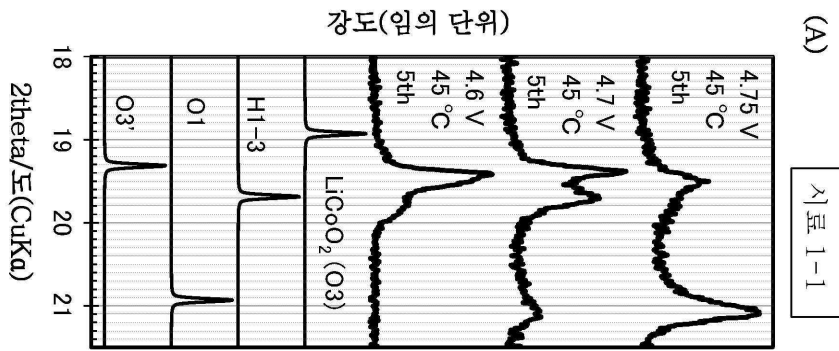 (A)
시료 1-1
강도(임의 단위)
4.75 V
45 °C
5th
4.7 V
45 °C
5th
4.6 V
45 °C
5th
LiCoO₂ (O3)
H1-3
O1
O3'
18
19
20
21
2theta/도(CuKα)